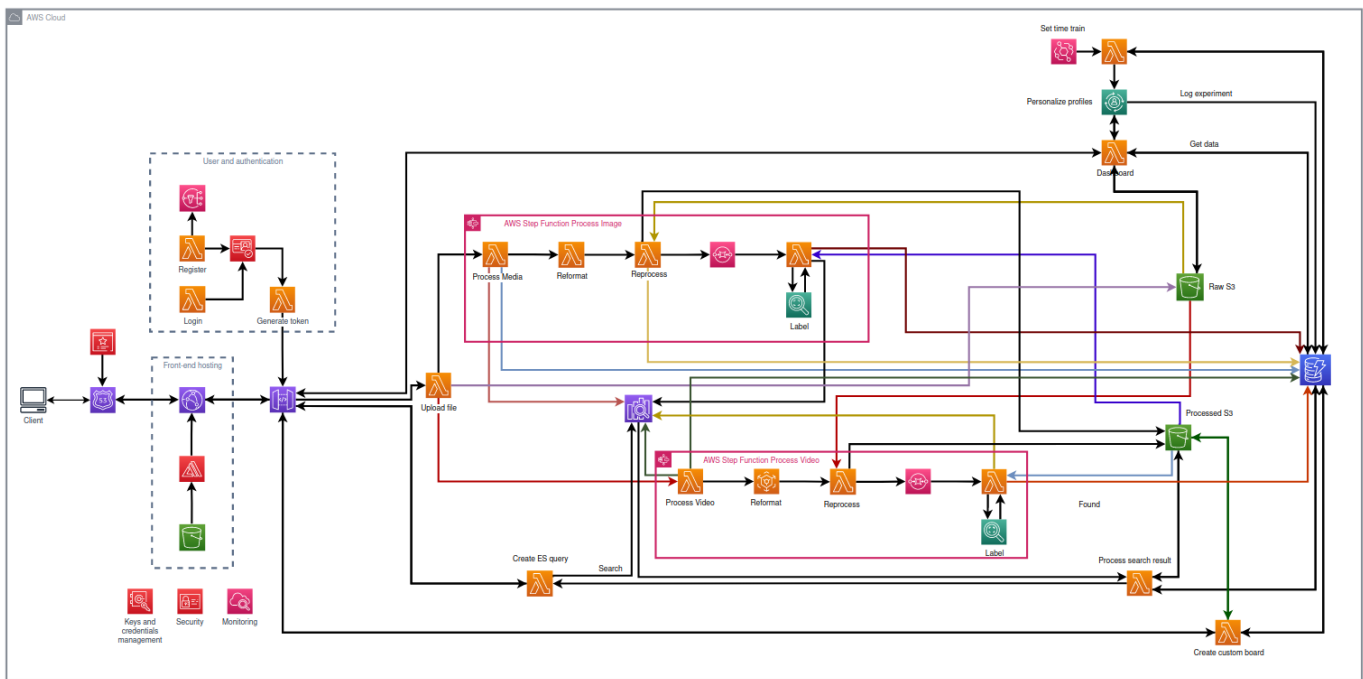 AWS Cloud
Set time train
Personalize profiles
Log experiment
Get data
Dashboard
User and authentication
Register
Login
Generate token
AWS Step Function Process Image
Process Media
Reformat
Reprocess
Label
Raw S3
Front-end hosting
Client
53
Upload file
Processed S3
AWS Step Function Process Video
Process Video
Reformat
Reprocess
Label
Found
Create ES query
Search
Process search result
Keys and
credentials
management
Security
Monitoring
Create custom board